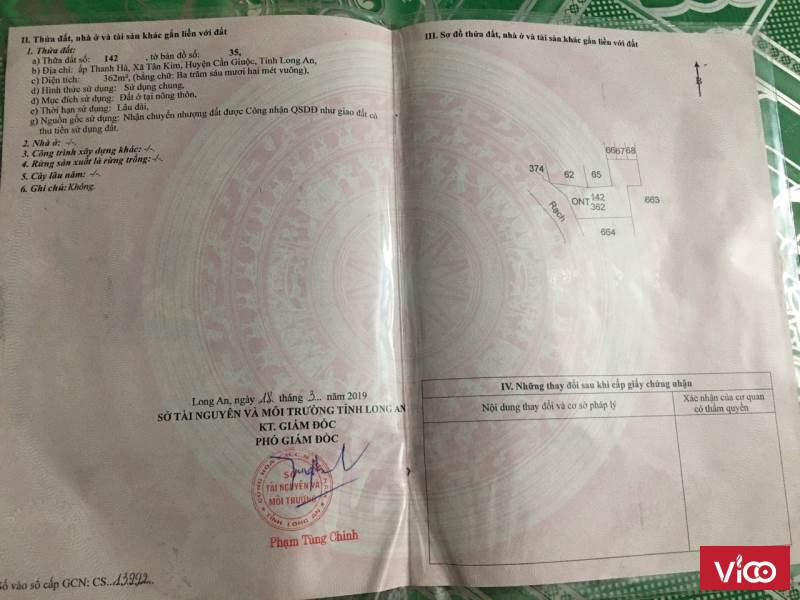 II. Thửa đất, nhà ở và tài sản khác gắn liền với đất
1. Thửa đất:
a) Thửa đất số: 142 , tờ bản đồ số: 35,
b) Địa chỉ: ấp Thanh Hà, Xã Tân Kim, Huyện Cần Giuộc, Tỉnh Long An,
c) Diện tích: 362m², (bằng chữ: Ba trăm sáu mươi hai mét vuông),
d) Hình thức sử dụng: Sử dụng chung,
đ) Mục đích sử dụng: Đất ở tại nông thôn,
e) Thời hạn sử dụng: Lâu dài,
g) Nguồn gốc sử dụng: Nhận chuyển nhượng đất được Công nhận QSDĐ như giao đất có
thu tiền sử dụng đất.
2. Nhà ở: -/-.
3. Công trình xây dựng khác: -/-.
4. Rừng sản xuất là rừng trồng: -/-.
5. Cây lâu năm: -/-.
6. Ghi chú: Không.
Long An, ngày 18 tháng 3 năm 2019
SỞ TÀI NGUYÊN VÀ MÔI TRƯỜNG TỈNH LONG AN
KT. GIÁM ĐỐC
PHÓ GIÁM ĐỐC
SỞ
TÀI NGUYÊN VÀ
MÔI TRƯỜNG
TỈNH LONG AN
Phạm Tùng Chinh
Số vào sổ cấp GCN: CS..13992..
III. Sơ đồ thửa đất, nhà ở và tài sản khác gắn liền với đất
B
66 67 68
374 62 65
ONT 142
362
663
Rạch
664
IV. Những thay đổi sau khi cấp giấy chứng nhận
Nội dung thay đổi và cơ sở pháp lý
Xác nhận của cơ quan
có thẩm quyền
Vico